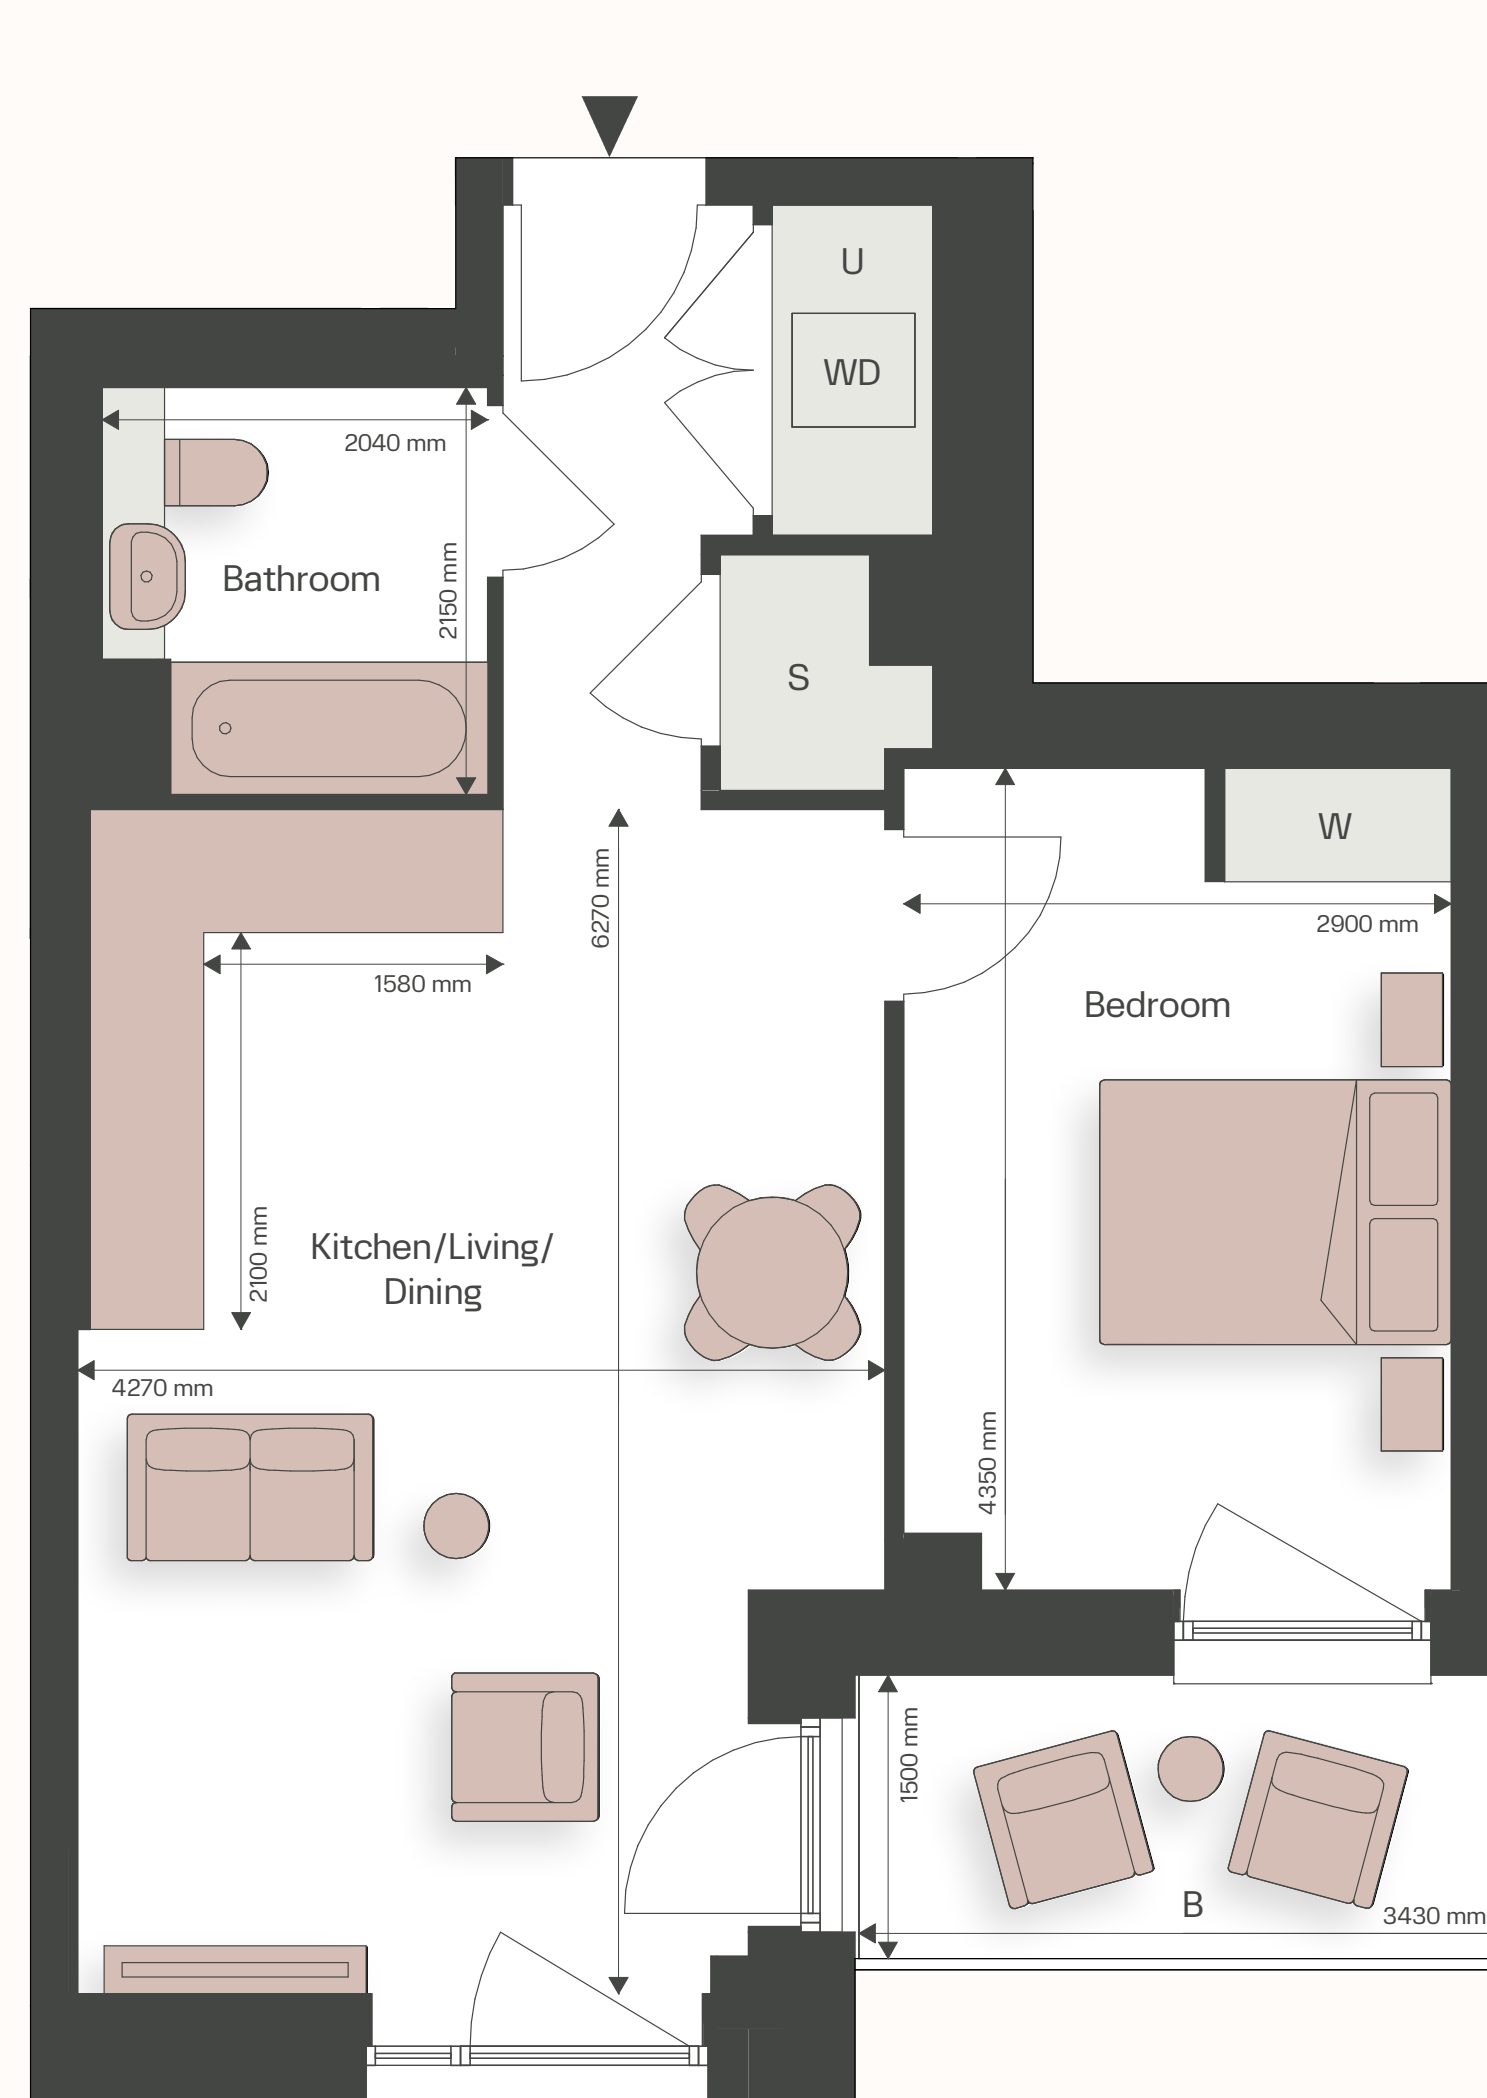 U
WD
2040 mm
Bathroom
2150 mm
S
W
6270 mm
2900 mm
1580 mm
Bedroom
2100 mm
Kitchen/Living/
Dining
4270 mm
4350 mm
1500 mm
B
3430 mm